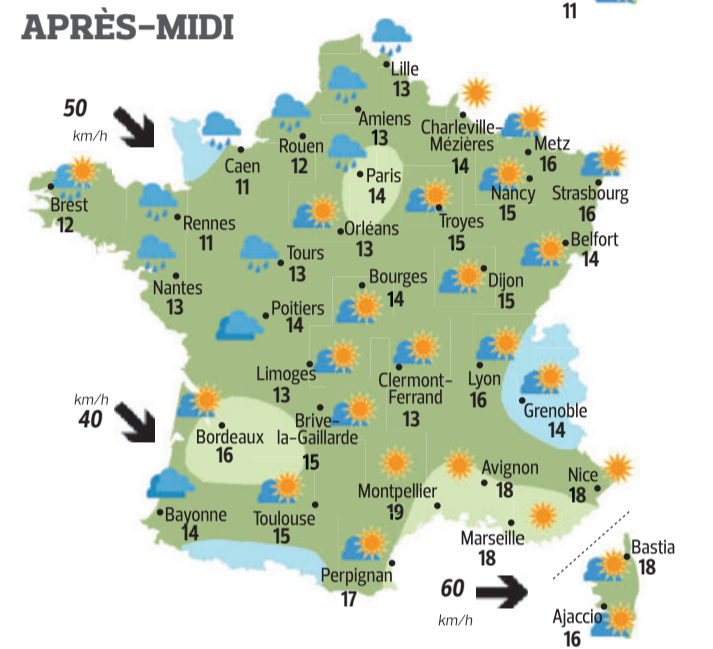 APRÈS–MIDI
11
Lille
13
50
km/h
Amiens
13
Charleville–
Mézières
14
Rouen
12
Caen
11
Metz
16
Paris
14
Nancy
15
Strasbourg
16
Brest
12
Rennes
11
Orléans
13
Troyes
15
Belfort
14
Tours
13
Nantes
13
Bourges
14
Dijon
15
Poitiers
14
Limoges
13
Clermont–
Ferrand
13
Lyon
16
Grenoble
14
km/h
40
Bordeaux
16
Brive–
la-Gaillarde
15
Montpellier
19
Avignon
18
Nice
18
Bayonne
14
Toulouse
15
Marseille
18
Perpignan
17
60
km/h
Bastia
18
Ajaccio
16